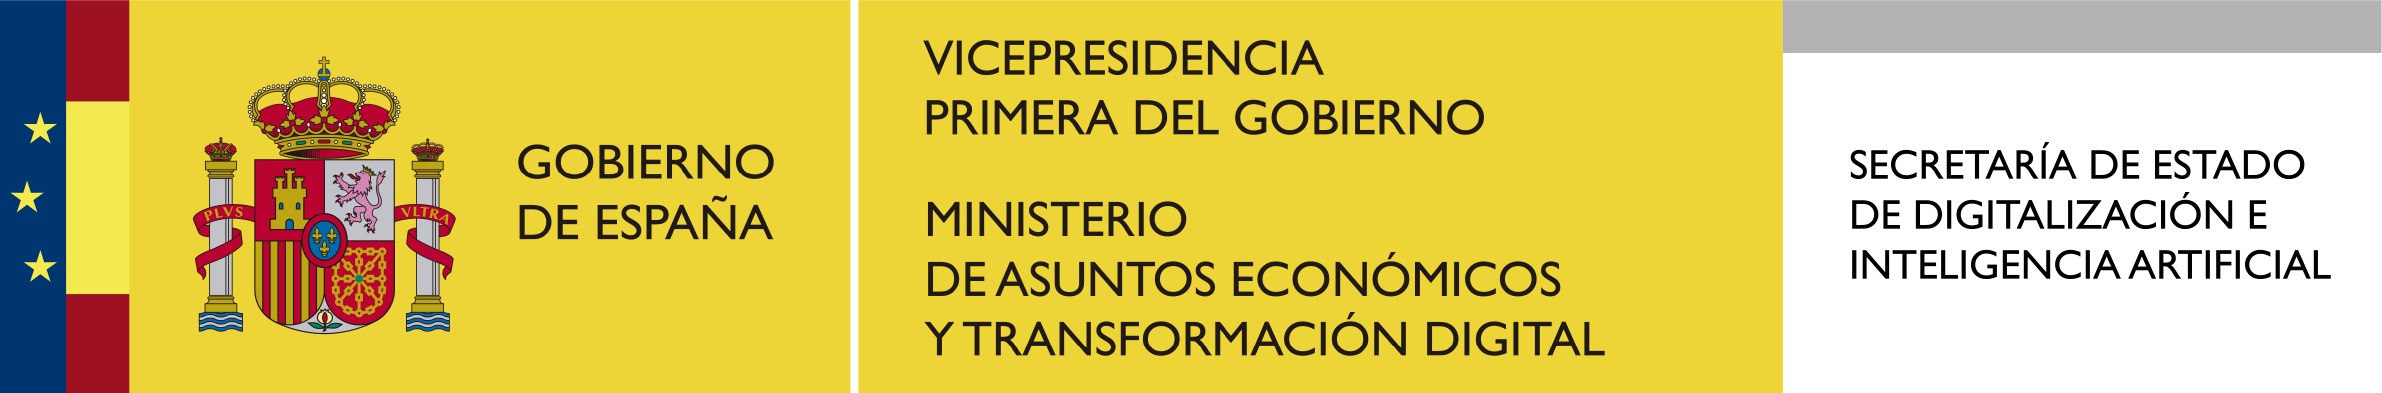 PLVS
VLTRA
GOBIERNO
DE ESPAÑA
VICEPRESIDENCIA
PRIMERA DEL GOBIERNO
MINISTERIO
DE ASUNTOS ECONÓMICOS
Y TRANSFORMACIÓN DIGITAL
SECRETARÍA DE ESTADO
DE DIGITALIZACIÓN E
INTELIGENCIA ARTIFICIAL